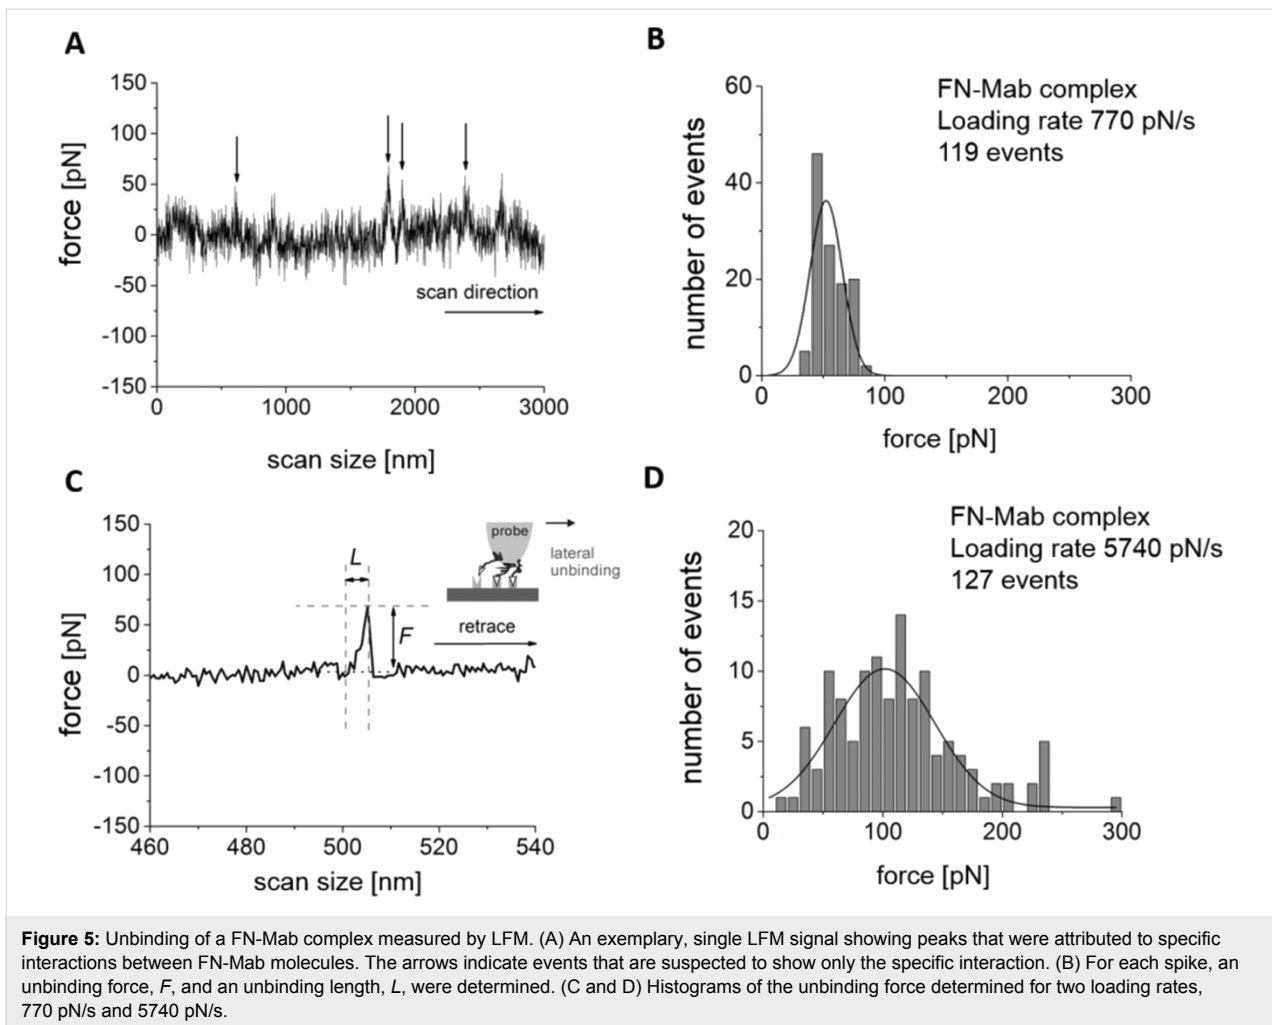 A
150
100
50
0
-50
-100
-150
force [pN]
scan direction
0 1000 2000 3000
scan size [nm]
B
60
40
20
0
number of events
FN-Mab complex
Loading rate 770 pN/s
119 events
0 100 200 300
force [pN]
C
150
100
50
0
-50
-100
-150
force [pN]
L
F
probe
lateral
unbinding
retrace
460 480 500 520 540
scan size [nm]
D
20
15
10
5
0
number of events
FN-Mab complex
Loading rate 5740 pN/s
127 events
0 100 200 300
force [pN]
Figure 5: Unbinding of a FN-Mab complex measured by LFM. (A) An exemplary, single LFM signal showing peaks that were attributed to specific
interactions between FN-Mab molecules. The arrows indicate events that are suspected to show only the specific interaction. (B) For each spike, an
unbinding force, F, and an unbinding length, L, were determined. (C and D) Histograms of the unbinding force determined for two loading rates,
770 pN/s and 5740 pN/s.